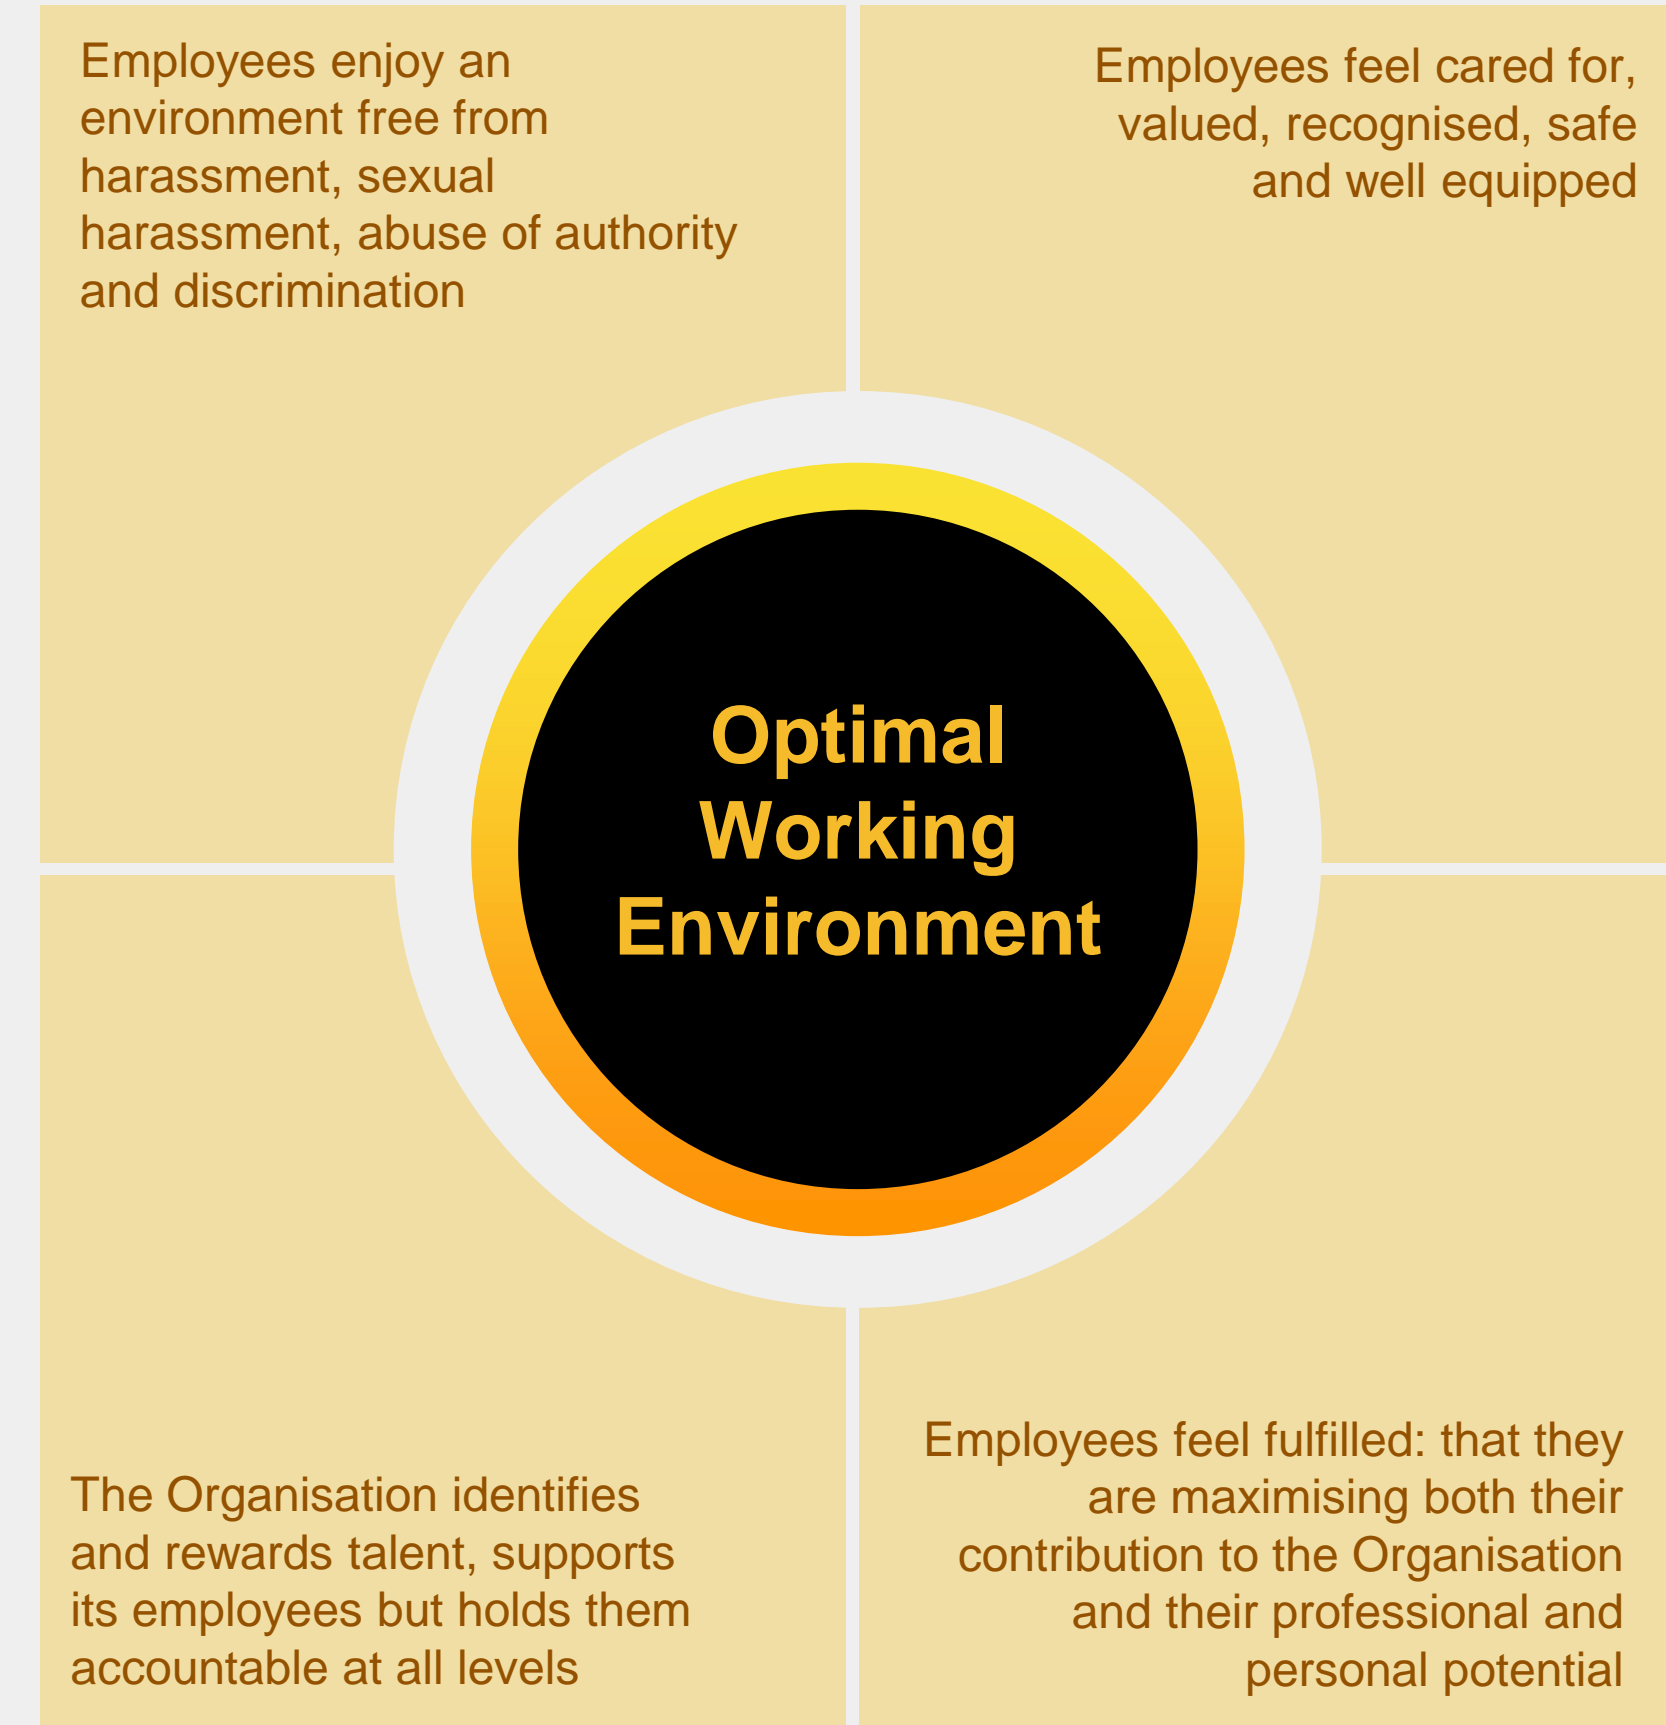 Employees enjoy an
environment free from
harassment, sexual
harassment, abuse of authority
and discrimination
Employees feel cared for,
valued, recognised, safe
and well equipped
Optimal
Working
Environment
The Organisation identifies
and rewards talent, supports
its employees but holds them
accountable at all levels
Employees feel fulfilled: that they
are maximising both their
contribution to the Organisation
and their professional and
personal potential